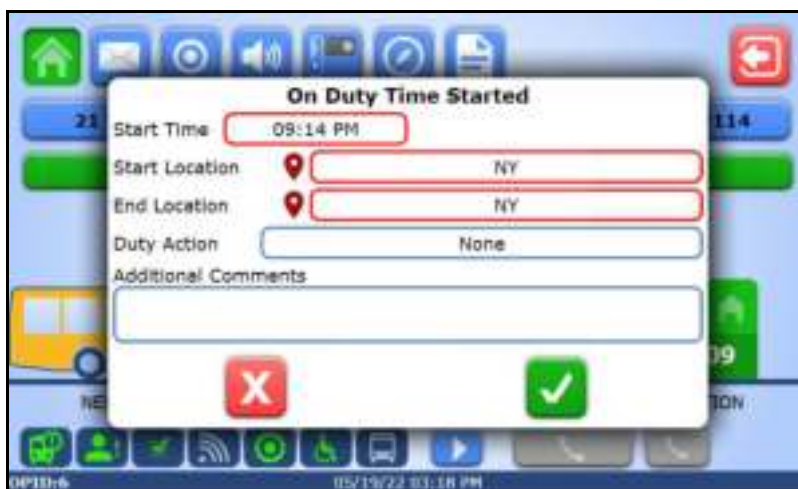 On Duty Time Started
21
114
Start Time 09:14 PM
Start Location NY
End Location NY
Duty Action None
Additional Comments
X
09
NE
ION
OPID:6 05/19/22 03:18 PM